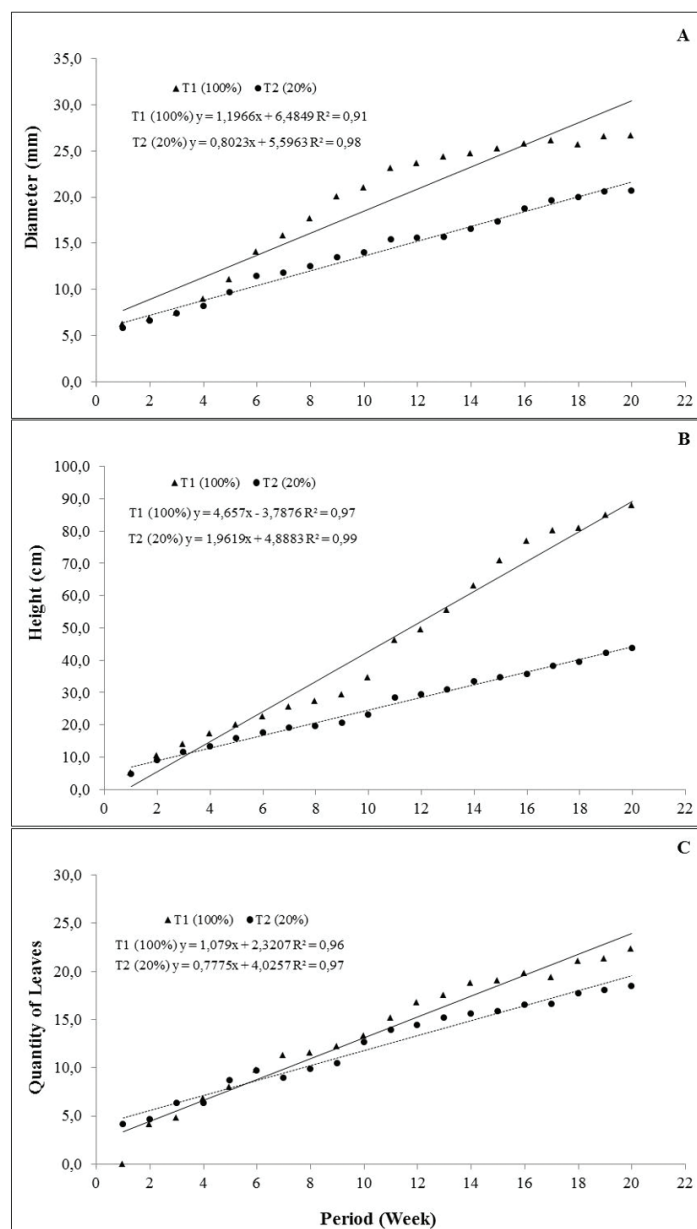 A
35,0
▲ T1 (100%) ● T2 (20%)
30,0
T1 (100%) y = 1,1966x + 6,4849 R² = 0,91
25,0
T2 (20%) y = 0,8023x + 5,5963 R² = 0,98
20,0
Diameter (mm)
15,0
10,0
5,0
0,0
0 2 4 6 8 10 12 14 16 18 20 22
B
100,0
▲ T1 (100%) ● T2 (20%)
90,0
T1 (100%) y = 4,657x - 3,7876 R² = 0,97
80,0
T2 (20%) y = 1,9619x + 4,8883 R² = 0,99
70,0
60,0
Height (cm)
50,0
40,0
30,0
20,0
10,0
0,0
0 2 4 6 8 10 12 14 16 18 20 22
C
30,0
▲ T1 (100%) ● T2 (20%)
25,0
T1 (100%) y = 1,079x + 2,3207 R² = 0,96
T2 (20%) y = 0,7775x + 4,0257 R² = 0,97
20,0
Quantity of Leaves
15,0
10,0
5,0
0,0
0 2 4 6 8 10 12 14 16 18 20 22
Period (Week)